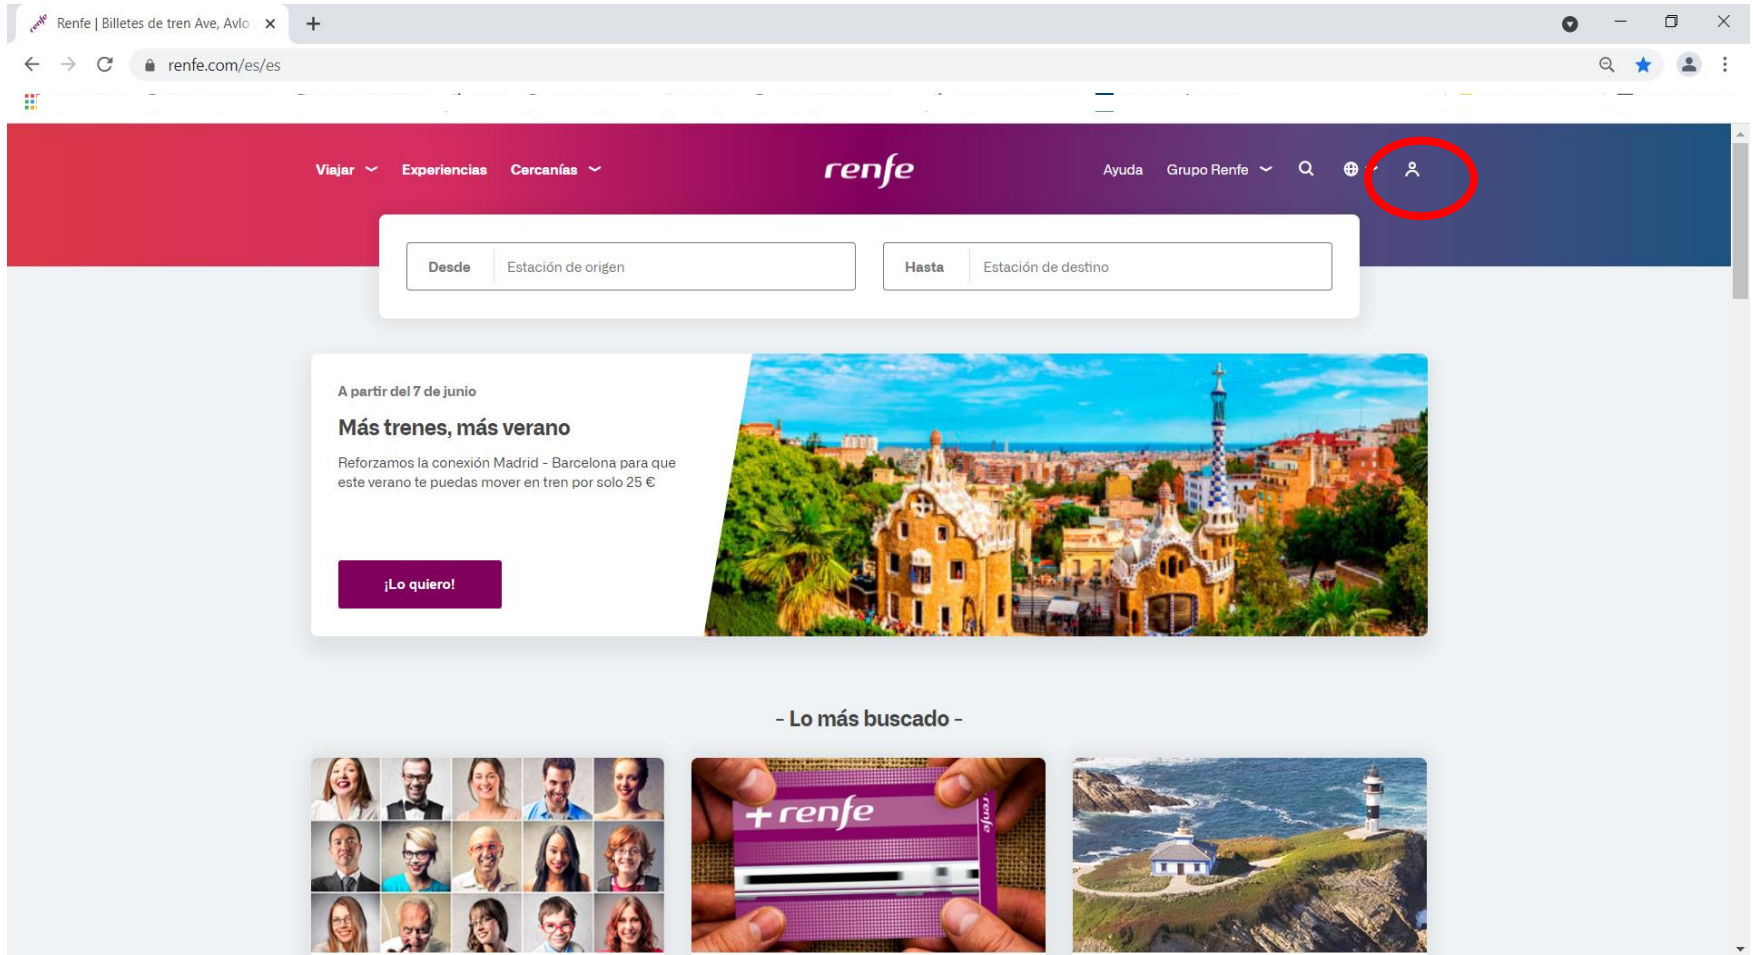 Renfe | Billetes de tren Ave, Avlo
renfe.com/es/es
Viajar
Experiencias
Cercanías
renfe
Ayuda
Grupo Renfe
Desde
Estación de origen
Hasta
Estación de destino
A partir del 7 de junio
Más trenes, más verano
Reforzamos la conexión Madrid - Barcelona para que
este verano te puedas mover en tren por solo 25 €
¡Lo quiero!
- Lo más buscado -
+ renfe
renfe